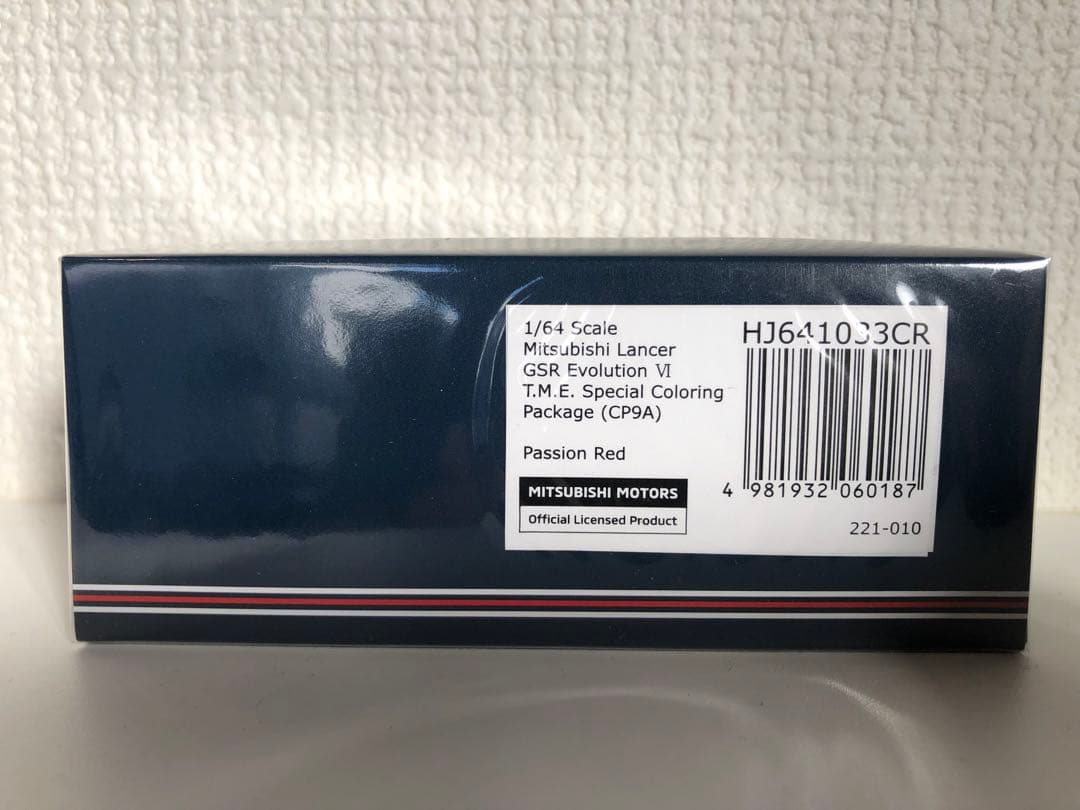 1/64 Scale
Mitsubishi Lancer
GSR Evolution Ⅵ
T.M.E. Special Coloring
Package (CP9A)
Passion Red
MITSUBISHI MOTORS
Official Licensed Product
HJ641033CR
4 981932 060187
221-010